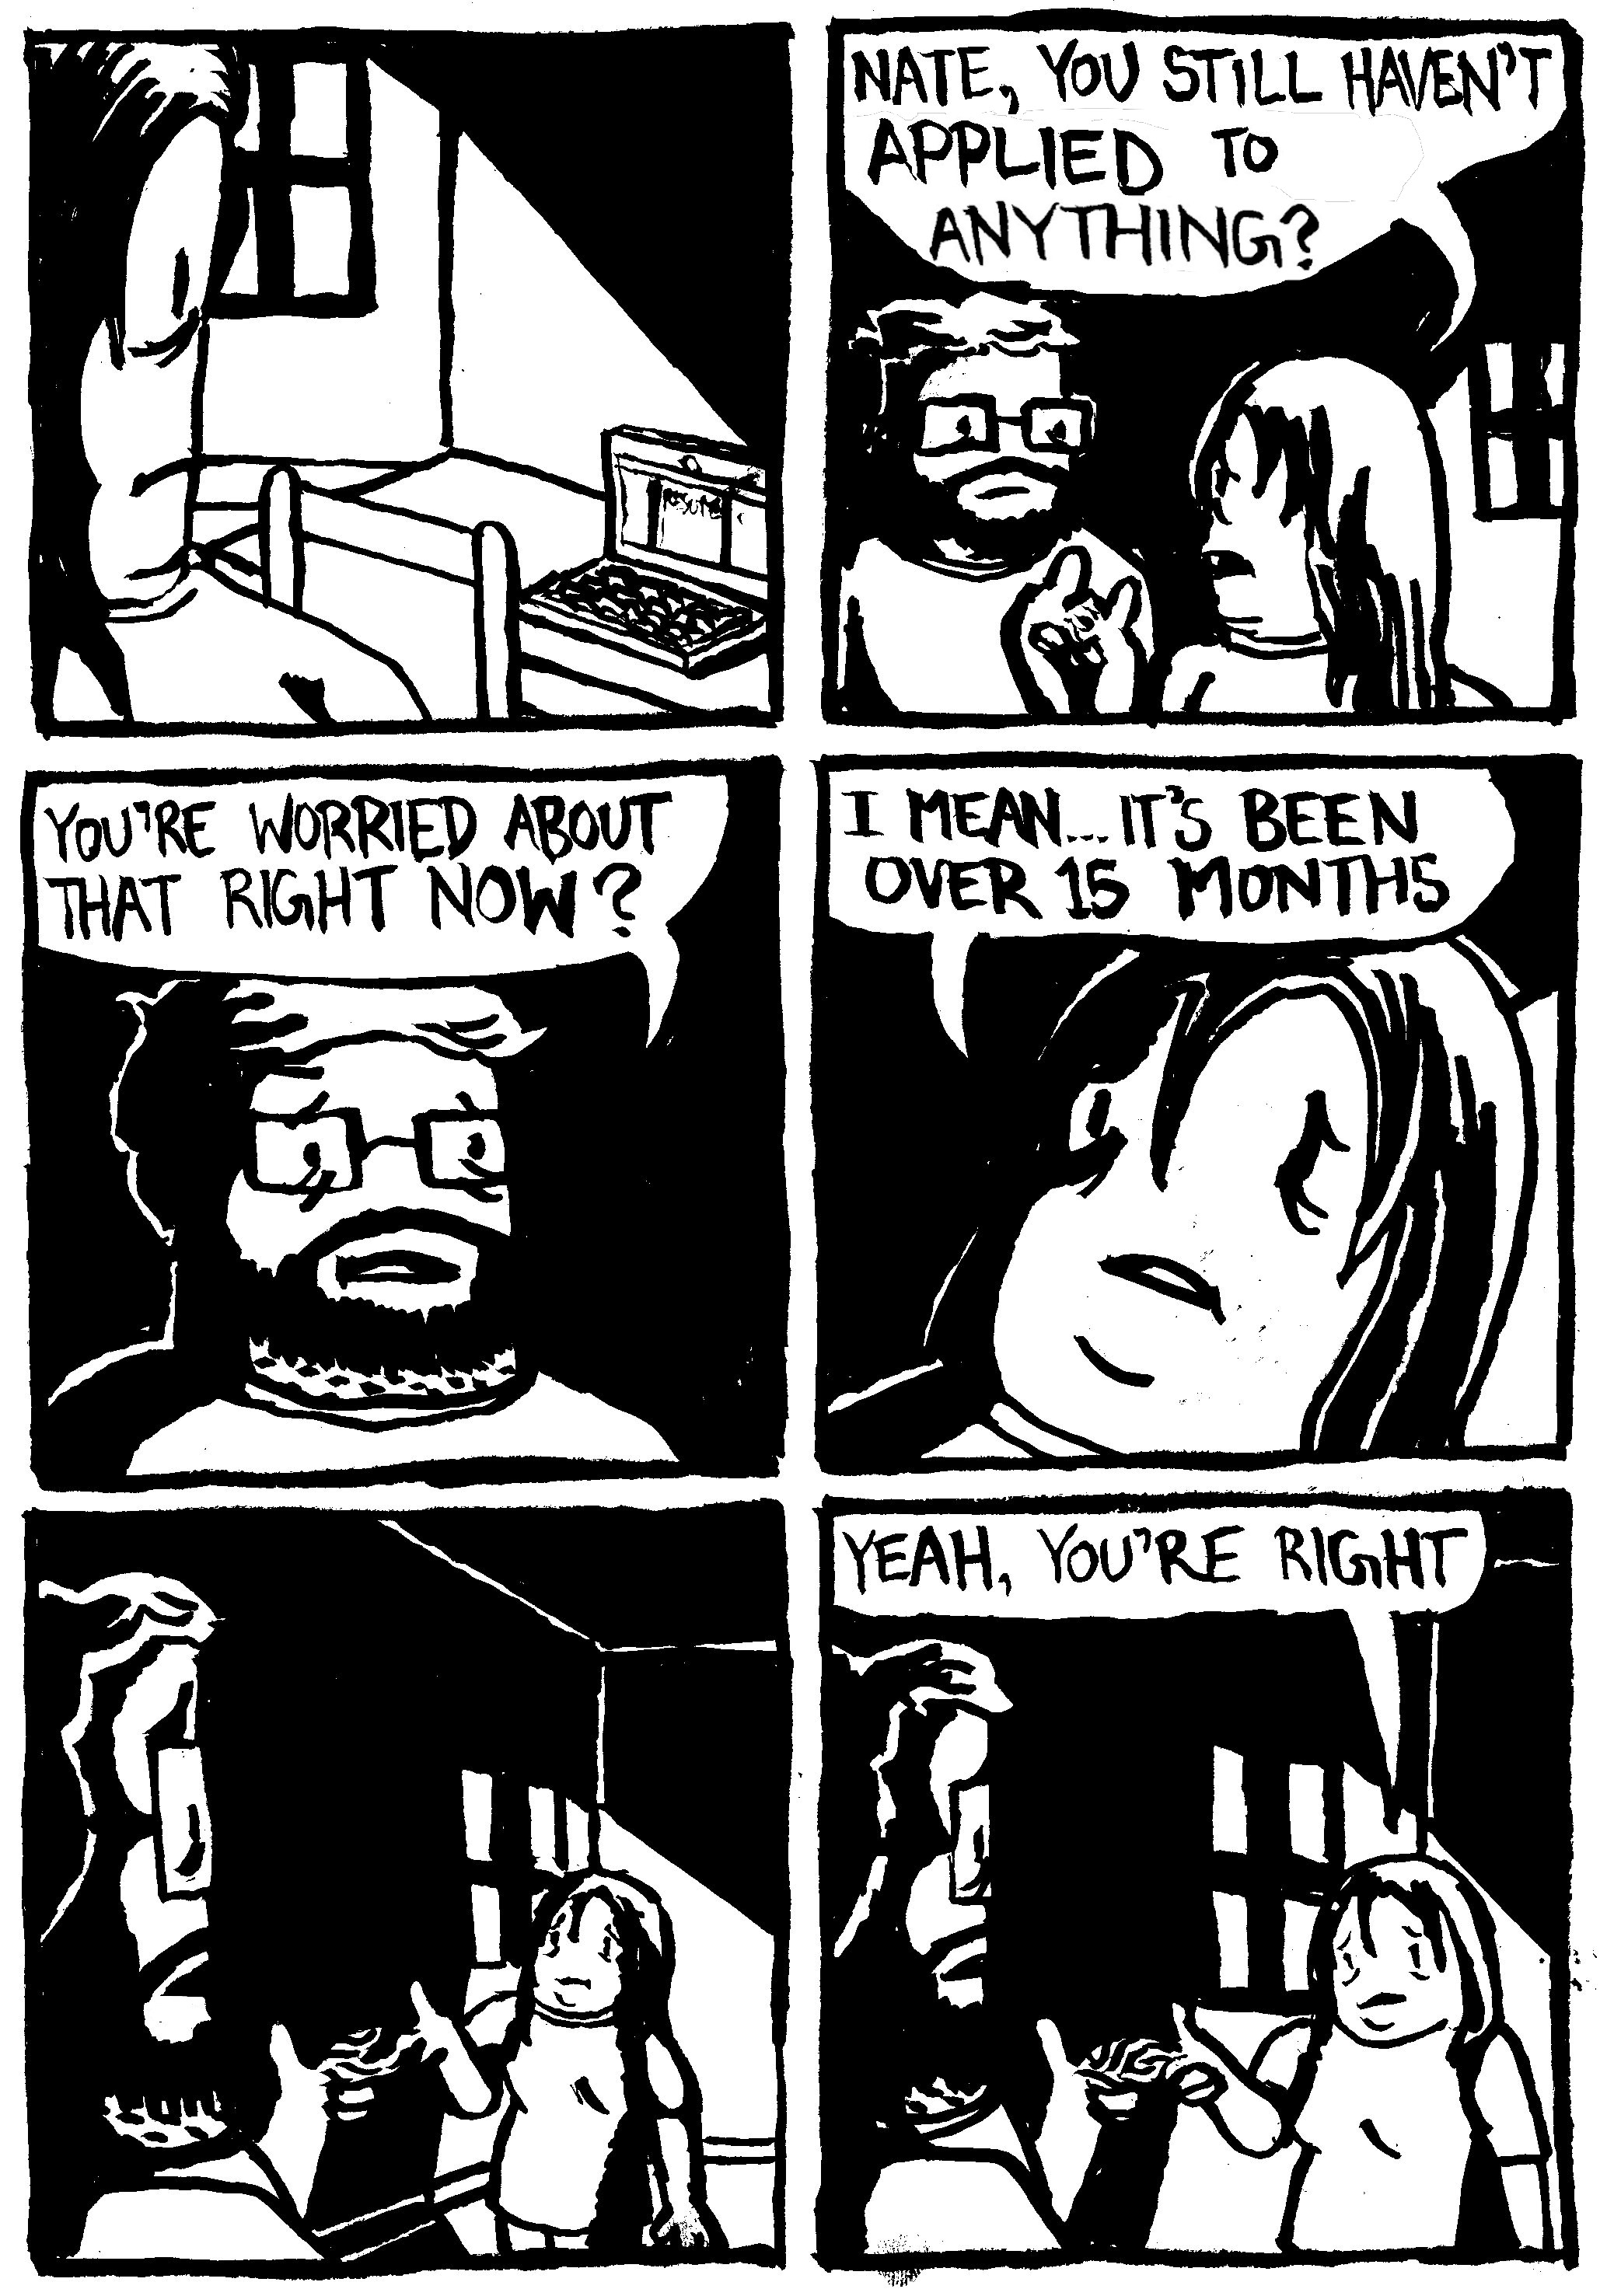 RESUME
NATE, YOU STILL HAVEN'T
APPLIED TO
ANYTHING?
YOU'RE WORRIED ABOUT
THAT RIGHT NOW?
I MEAN... IT'S BEEN
OVER 15 MONTHS
YEAH, YOU'RE RIGHT